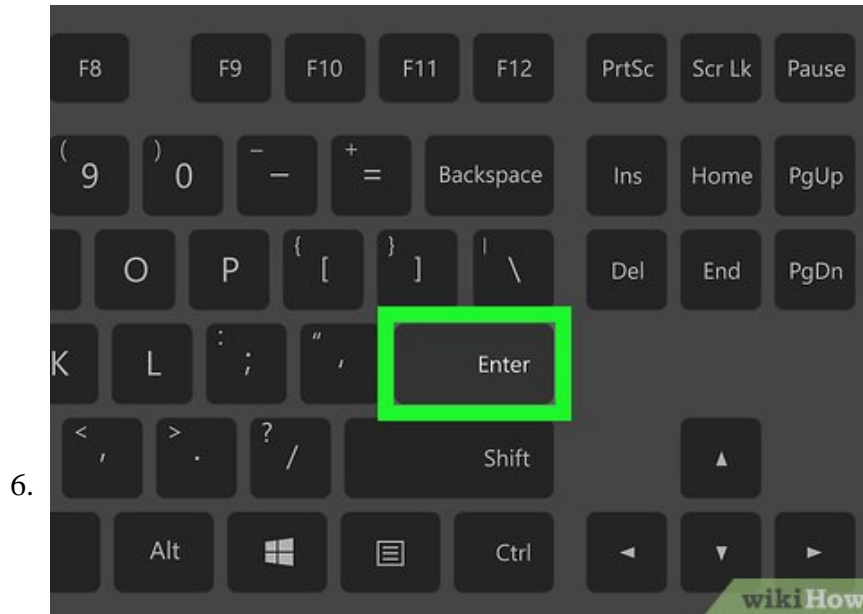 F8 F9 F10 F11 F12 PrtSc Scr Lk Pause
( 9 ) 0 – – + = Backspace Ins Home PgUp
O P { [ } ] | \ Del End PgDn
K L : ; " ' Enter
< , > . ? / Shift
6.
Alt Ctrl
wikiHow